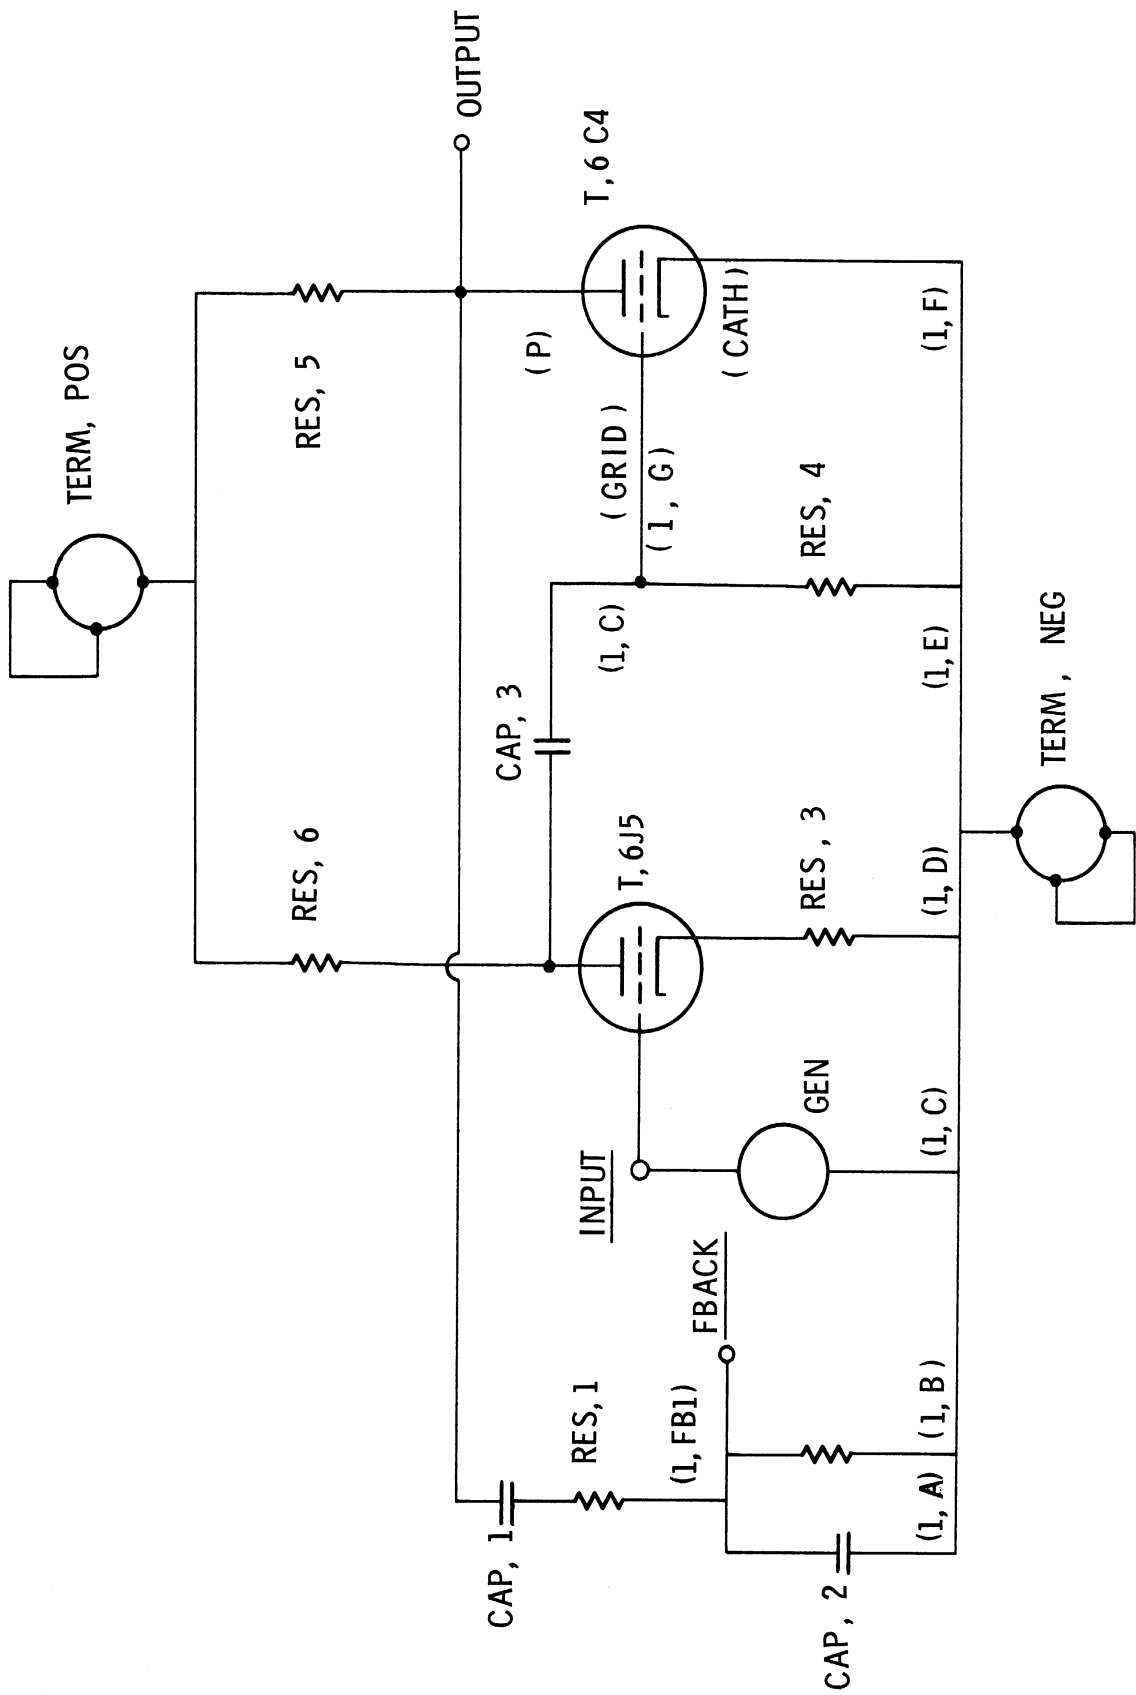 TERM, POS
RES, 6
RES, 5
OUTPUT
CAP, 1
CAP, 3
(P)
T, 6 C4
RES, 1
INPUT
T, 6J5
(1, C)
(GRID)
(1, G)
(1, FB1)
FBACK
(CATH)
CAP, 2
GEN
RES, 3
RES, 4
(1, A)
(1, B)
(1, C)
(1, D)
(1, E)
(1, F)
TERM, NEG